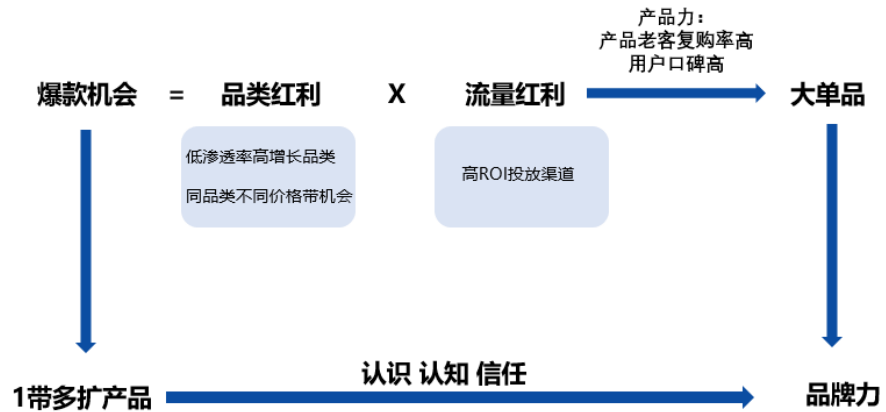 产品力：
产品老客复购率高
用户口碑高
爆款机会 = 品类红利 X 流量红利 大单品
低渗透率高增长品类
同品类不同价格带机会
高ROI投放渠道
认识 认知 信任
1带多扩产品 品牌力